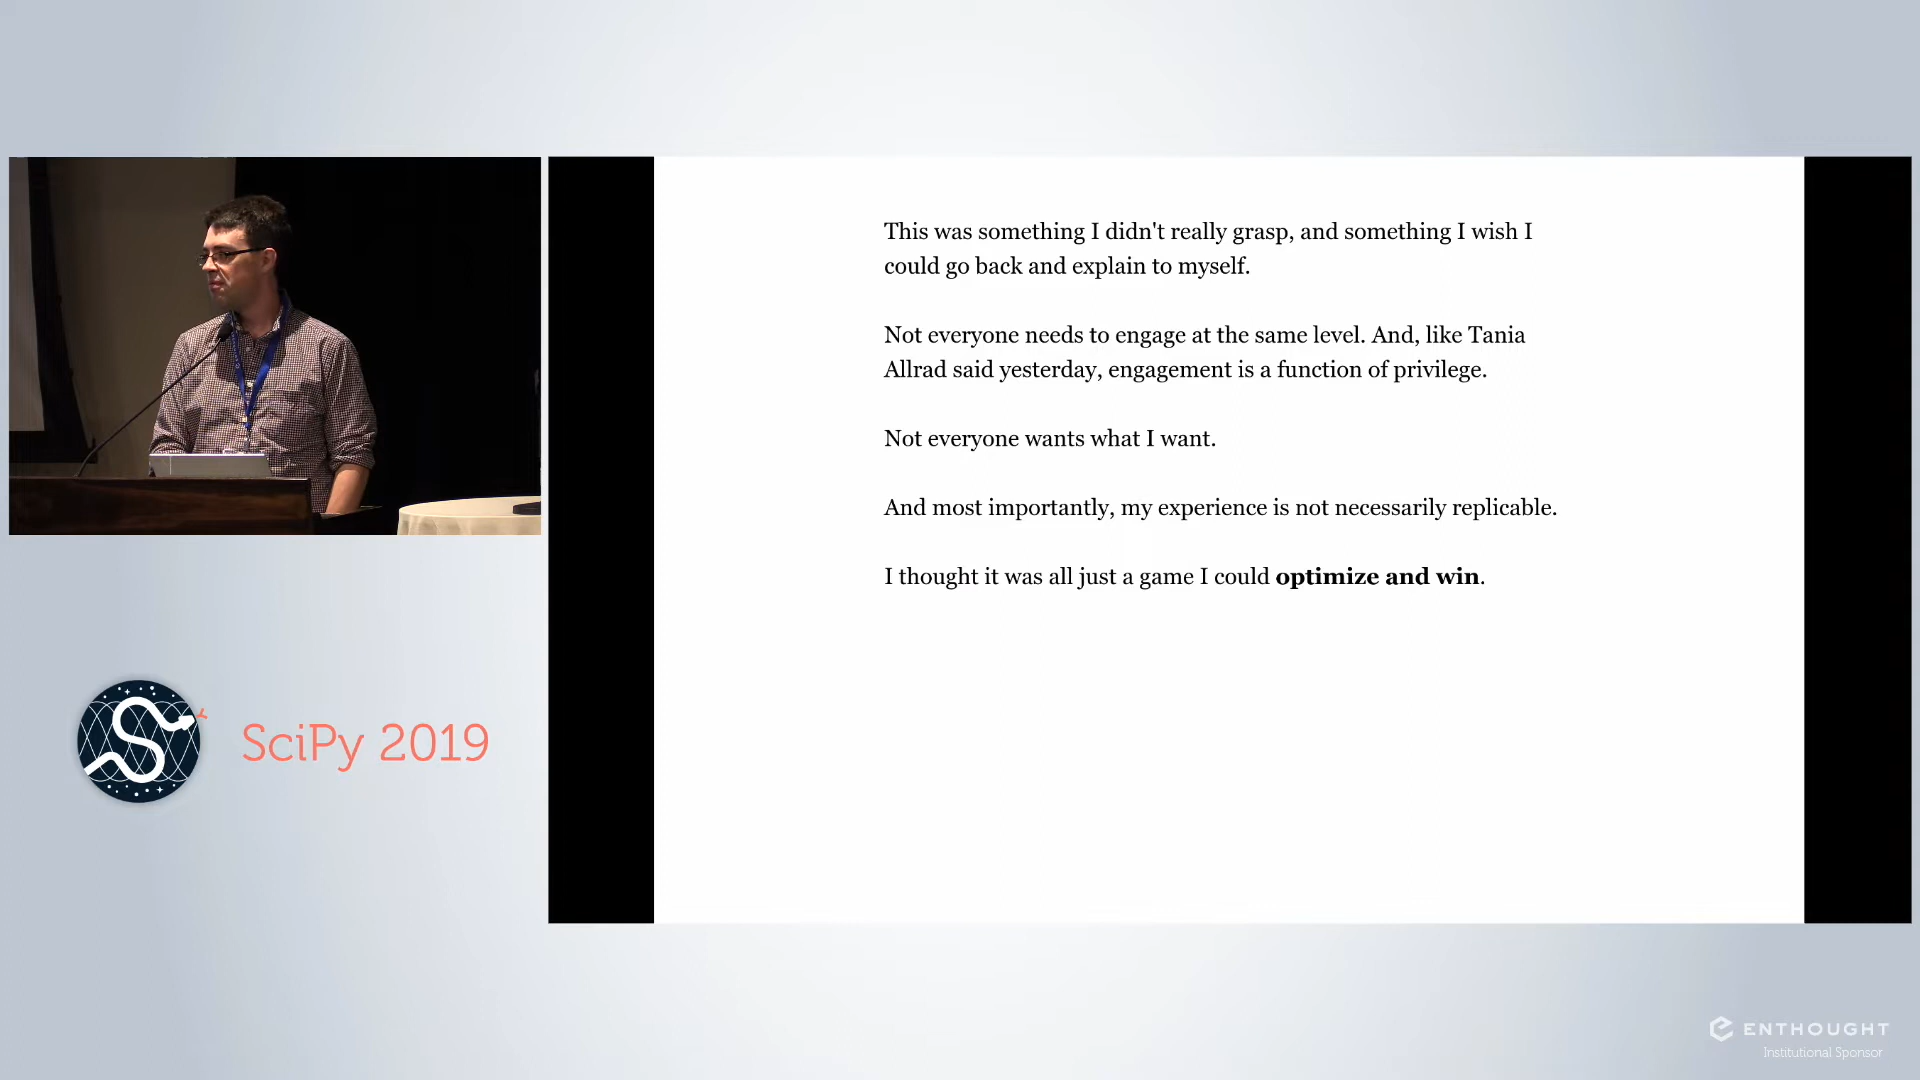 This was something I didn't really grasp, and something I wish I
could go back and explain to myself.
Not everyone needs to engage at the same level. And, like Tania
Allrad said yesterday, engagement is a function of privilege.
Not everyone wants what I want.
And most importantly, my experience is not necessarily replicable.
I thought it was all just a game I could optimize and win.
SciPy 2019
ENTHOUGHT
Institutional Sponsor